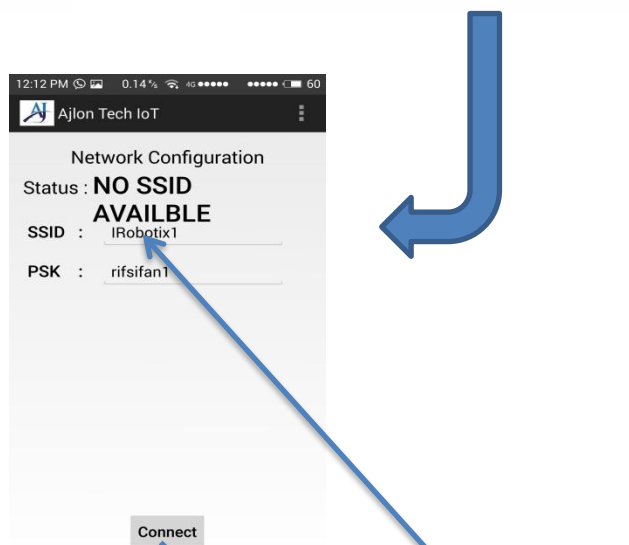 12:12 PM 0.14 K/s 4G 60
AJ Ajlon Tech IoT
Network Configuration
Status : NO SSID
AVAILBLE
SSID : IRobotix1
PSK : rifsifan1
Connect